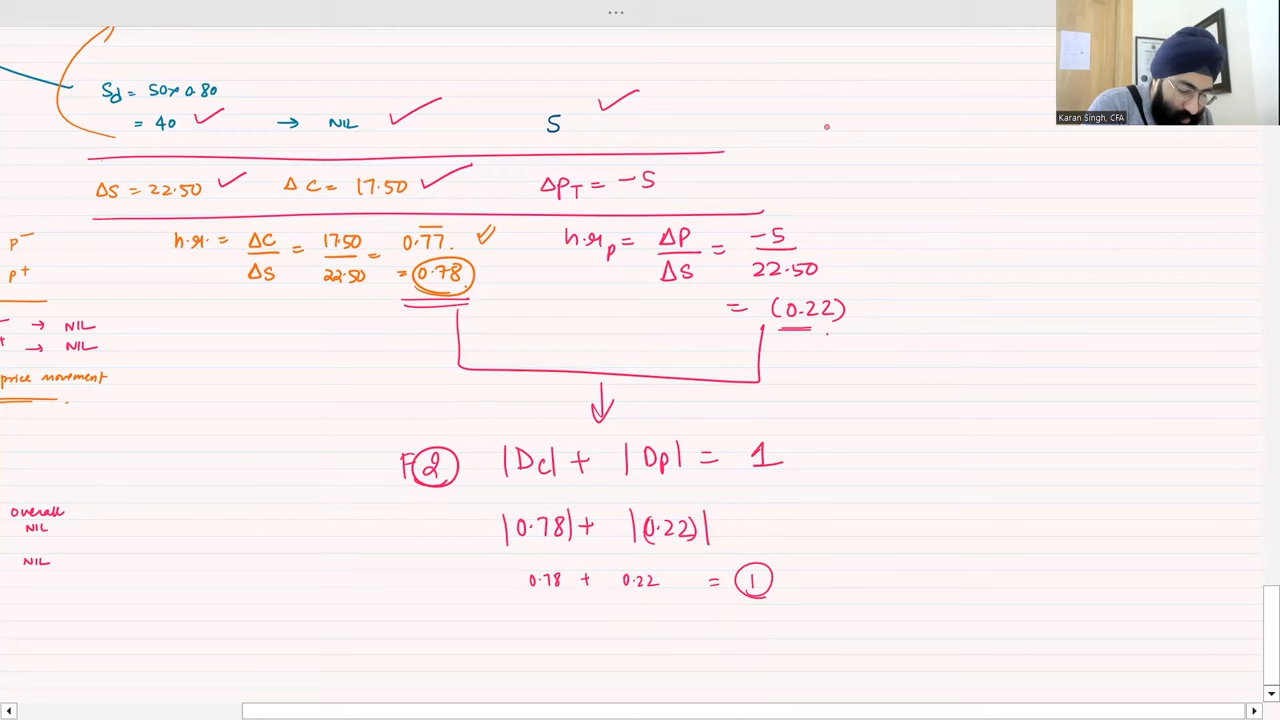 Karan Singh, CFA
Sd = 50 × 0.80
= 40 → NIL 5
ΔS = 22.50 ΔC = 17.50 ΔPT = -5
P-
P+
h.r. = ΔC/ΔS = 17.50/22.50 = 0.77
= 0.78
h.rp = ΔP/ΔS = -5/22.50
= (0.22)
→ NIL
→ NIL
price movement
F2 |Dc| + |Dp| = 1
overall
NIL
|0.78| + |(0.22)|
NIL
0.78 + 0.22 = 1